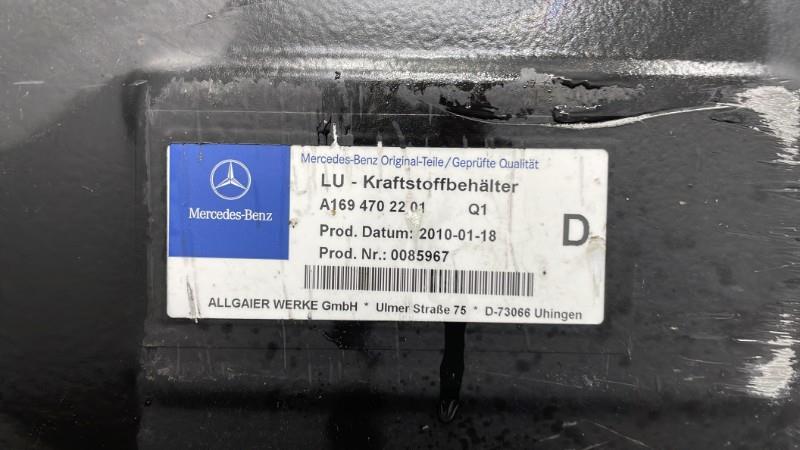 Mercedes-Benz
Mercedes-Benz Original-Teile/Geprüfte Qualität
LU - Kraftstoffbehälter
A169 470 22 01 Q1
Prod. Datum: 2010-01-18
Prod. Nr.: 0085967
D
ALLGAIER WERKE GmbH * Ulmer Straße 75 * D-73066 Uhingen